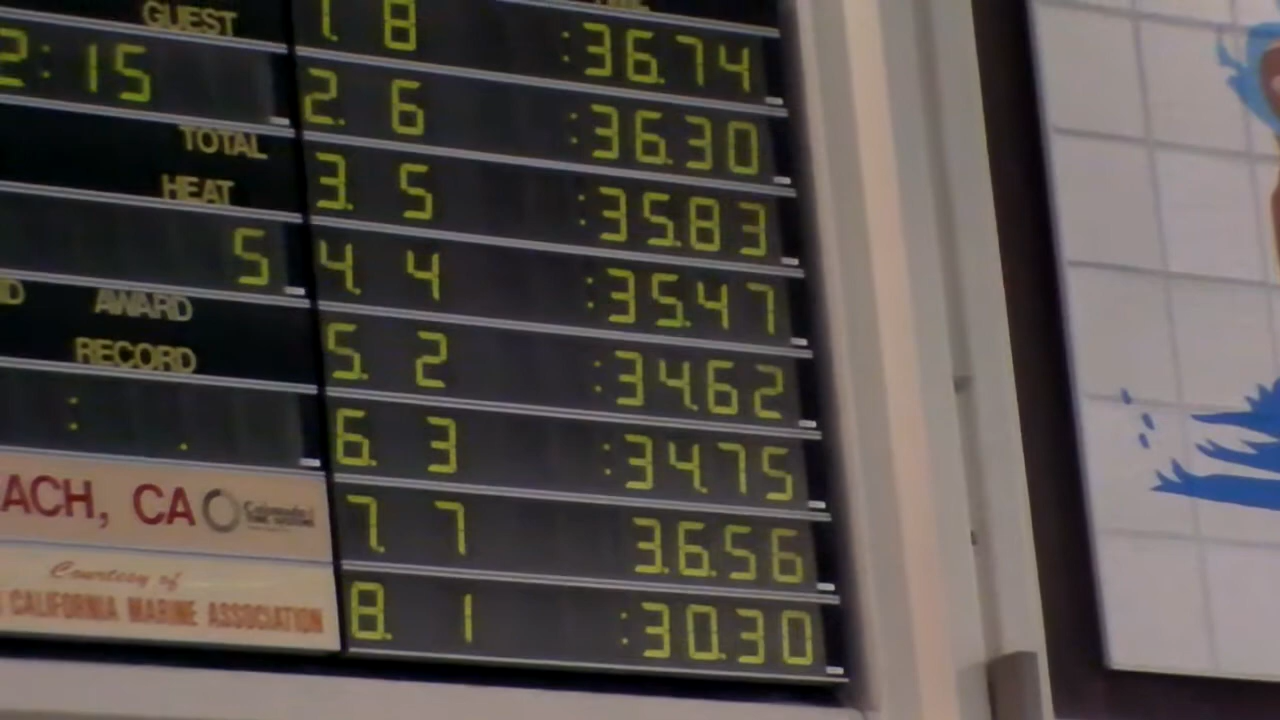 GUEST
2:15
TOTAL
HEAT
5
AWARD
RECORD
: .
ACH, CA
Courtesy of
CALIFORNIA MARINE ASSOCIATION
1. 8 :36.74
2. 6 :36.30
3. 5 :35.83
4. 4 :35.47
5. 2 :34.62
6. 3 :34.75
7. 7 3.6.56
8. 1 :30.30